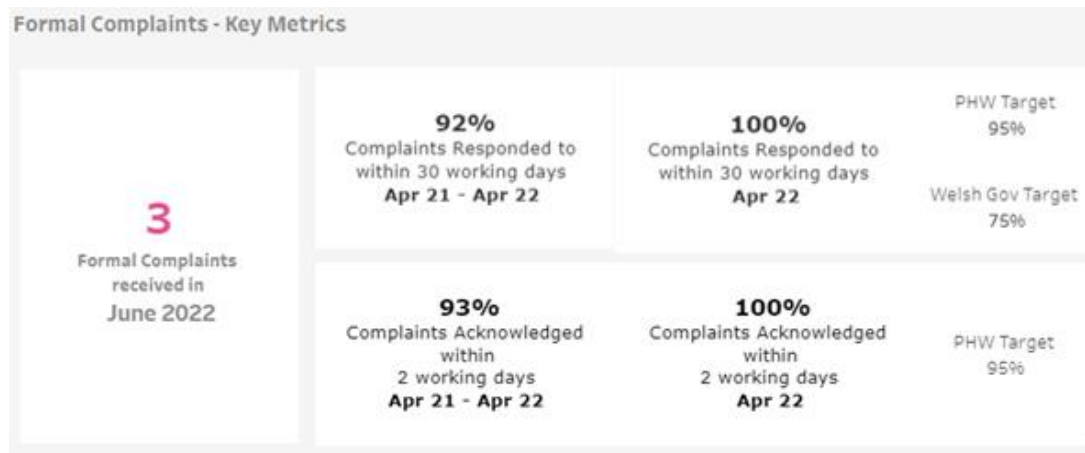 Formal Complaints - Key Metrics
3
Formal Complaints
received in
June 2022
92%
Complaints Responded to
within 30 working days
Apr 21 - Apr 22
100%
Complaints Responded to
within 30 working days
Apr 22
PHW Target
95%
Welsh Gov Target
75%
93%
Complaints Acknowledged
within
2 working days
Apr 21 - Apr 22
100%
Complaints Acknowledged
within
2 working days
Apr 22
PHW Target
95%